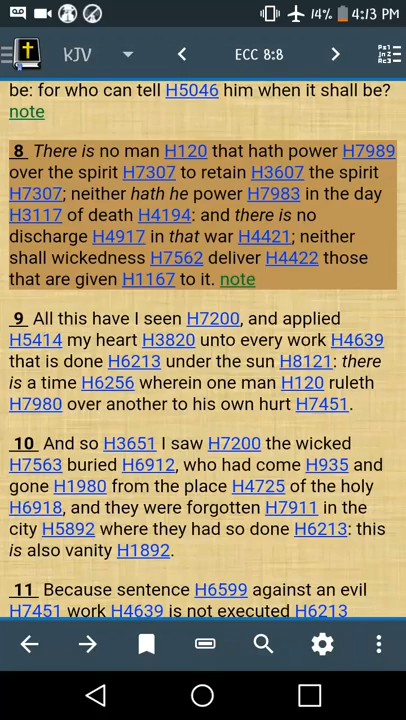 14% 4:13 PM
KJV ECC 8:8 Ps1 Jn2 Ac3
be: for who can tell H5046 him when it shall be?
note
8 There is no man H120 that hath power H7989
over the spirit H7307 to retain H3607 the spirit
H7307; neither hath he power H7983 in the day
H3117 of death H4194: and there is no
discharge H4917 in that war H4421; neither
shall wickedness H7562 deliver H4422 those
that are given H1167 to it. note
9 All this have I seen H7200, and applied
H5414 my heart H3820 unto every work H4639
that is done H6213 under the sun H8121: there
is a time H6256 wherein one man H120 ruleth
H7980 over another to his own hurt H7451.
10 And so H3651 I saw H7200 the wicked
H7563 buried H6912, who had come H935 and
gone H1980 from the place H4725 of the holy
H6918, and they were forgotten H7911 in the
city H5892 where they had so done H6213: this
is also vanity H1892.
11 Because sentence H6599 against an evil
H7451 work H4639 is not executed H6213